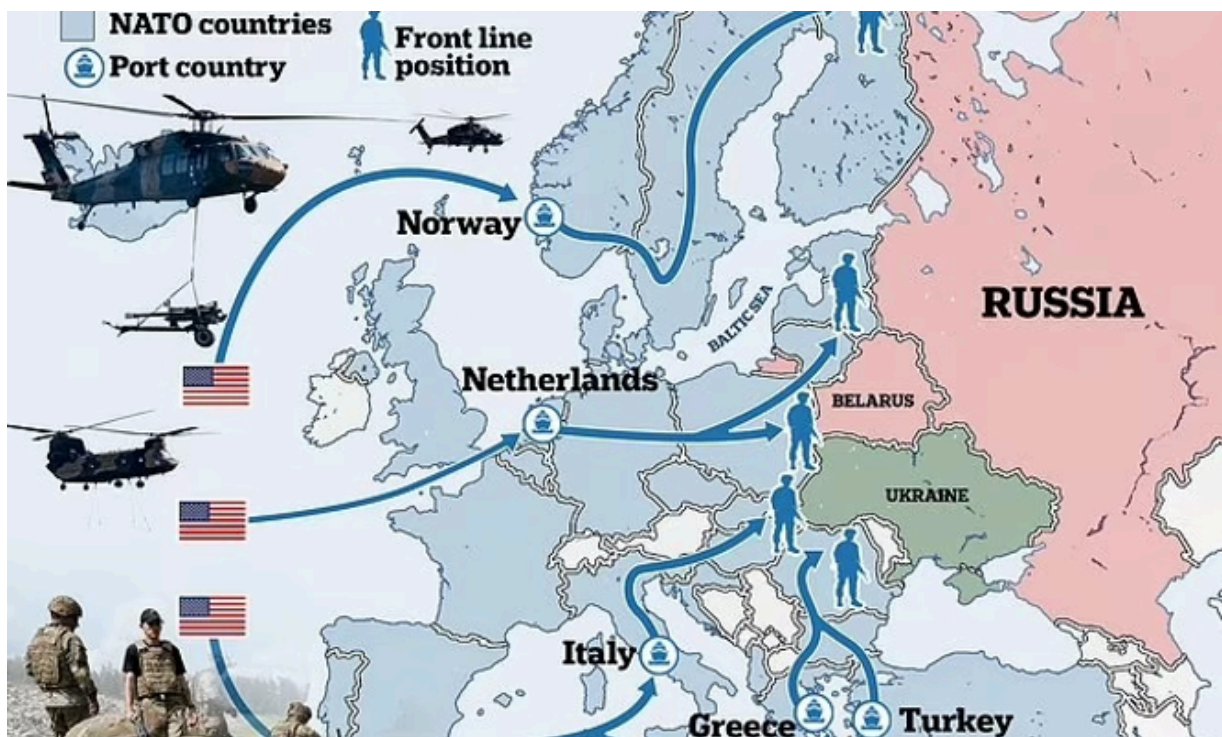 NATO countries
Port country
Front line
position
Norway
BALTIC SEA
RUSSIA
Netherlands
BELARUS
UKRAINE
Italy
Greece
Turkey